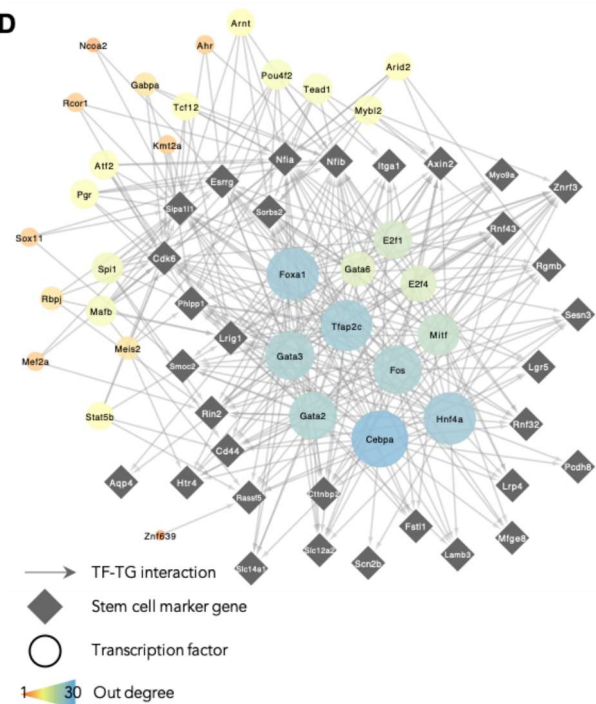 D
Arnt
Ncoa2
Ahr
Arid2
Pou4f2
Gabpa
Tead1
Rcor1
Tcf12
Mybl2
Kmt2a
Nfia
Nfib
Itga1
Axin2
Atf2
Myo9a
Esrrg
Znrf3
Pgr
Sipa1l1
Sorbs2
Rnf43
Sox11
E2f1
Cdk6
Spi1
Foxa1
Gata6
Rgmb
E2f4
Rbpj
Phlpp1
Mafb
Sesn3
Tfap2c
Lrig1
Mitf
Meis2
Gata3
Mef2a
Smoc2
Fos
Lgr5
Stat5b
Rin2
Gata2
Hnf4a
Rnf32
Cebpa
Cd44
Pcdh8
Aqp4
Htr4
Lrp4
Rassf5
Cttnbp2
Fstl1
Znf639
Mfge8
Slc12a2
Lamb3
Scn2b
Slc14a1
TF-TG interaction
Stem cell marker gene
Transcription factor
1 30 Out degree